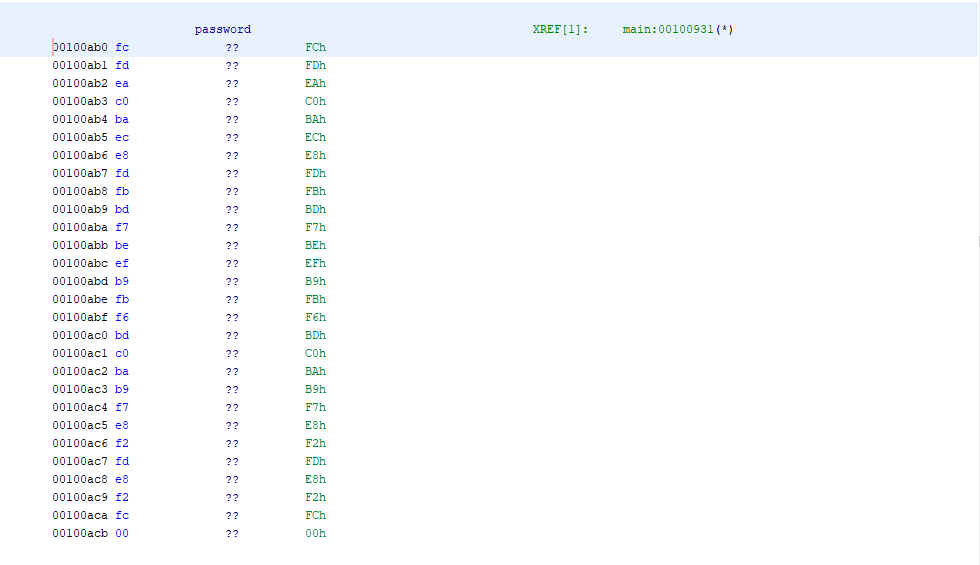 password XREF[1]: main:00100931(*)
00100ab0 fc ?? FCh
00100ab1 fd ?? FDh
00100ab2 ea ?? EAh
00100ab3 c0 ?? C0h
00100ab4 ba ?? BAh
00100ab5 ec ?? ECh
00100ab6 e8 ?? E8h
00100ab7 fd ?? FDh
00100ab8 fb ?? FBh
00100ab9 bd ?? BDh
00100aba f7 ?? F7h
00100abb be ?? BEh
00100abc ef ?? EFh
00100abd b9 ?? B9h
00100abe fb ?? FBh
00100abf f6 ?? F6h
00100ac0 bd ?? BDh
00100ac1 c0 ?? C0h
00100ac2 ba ?? BAh
00100ac3 b9 ?? B9h
00100ac4 f7 ?? F7h
00100ac5 e8 ?? E8h
00100ac6 f2 ?? F2h
00100ac7 fd ?? FDh
00100ac8 e8 ?? E8h
00100ac9 f2 ?? F2h
00100aca fc ?? FCh
00100acb 00 ?? 00h